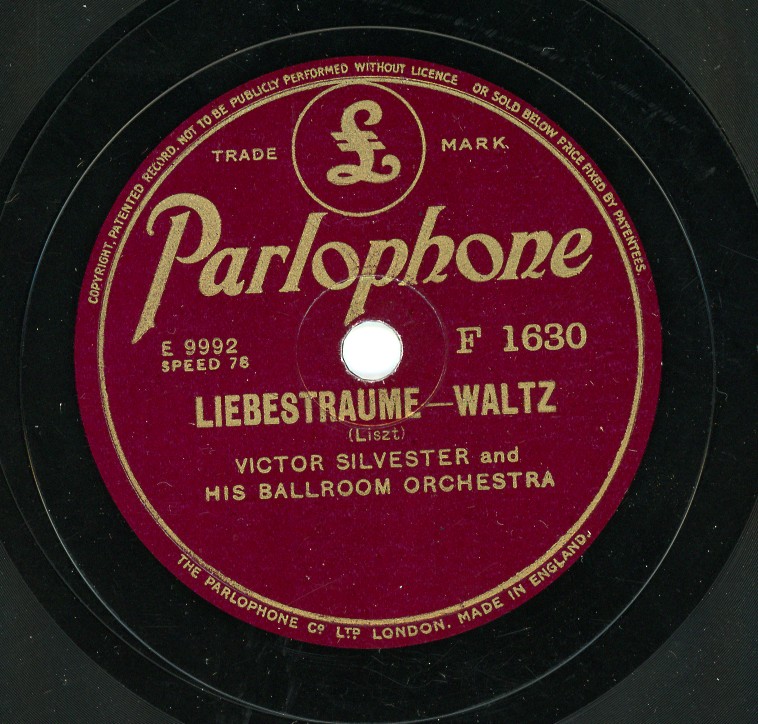 COPYRIGHT. PATENTED RECORD. NOT TO BE PUBLICLY PERFORMED WITHOUT LICENCE OR SOLD BELOW PRICE FIXED BY PATENTEES.
£
TRADE MARK.
Parlophone
E 9992 F 1630
SPEED 78
LIEBESTRAUME—WALTZ
(Liszt)
VICTOR SILVESTER and
HIS BALLROOM ORCHESTRA
THE PARLOPHONE Cº LTD LONDON. MADE IN ENGLAND.